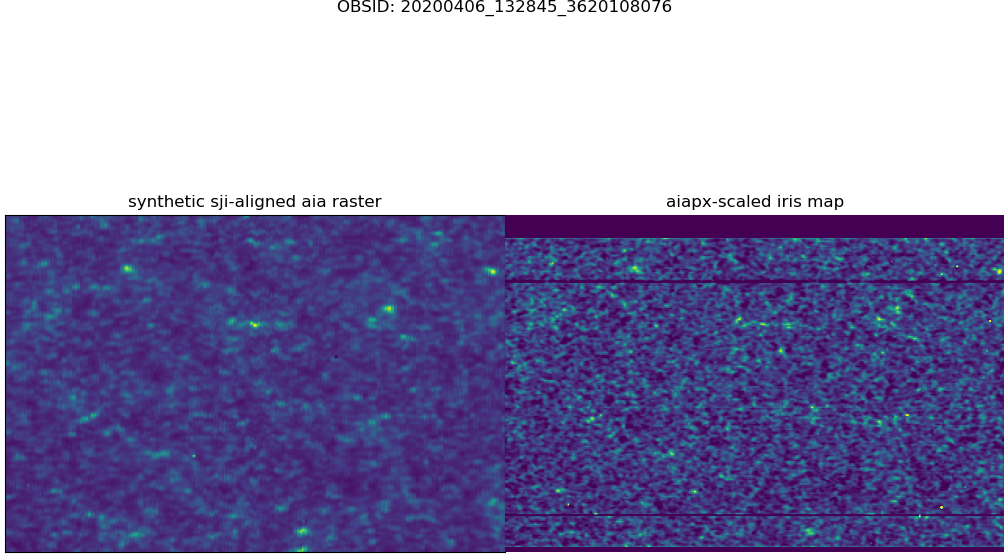 OBSID: 20200406_132845_3620108076
synthetic sji-aligned aia raster
aiapx-scaled iris map